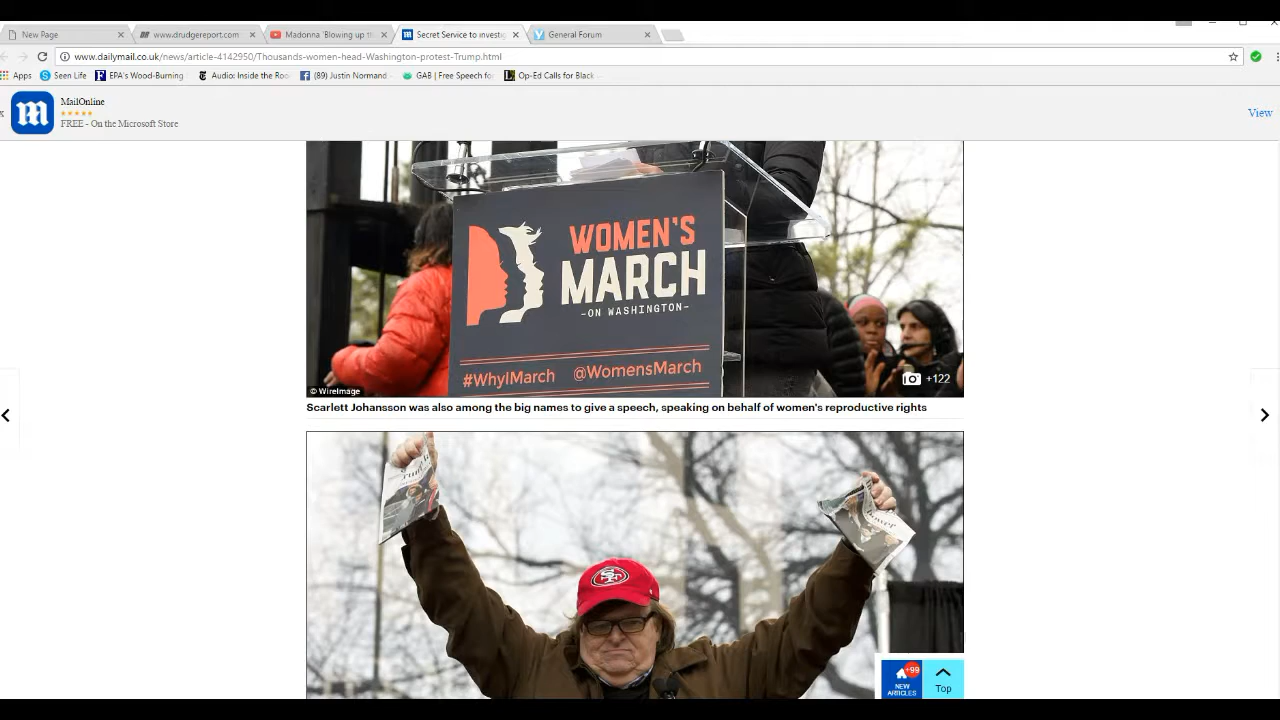 New Page
www.drudgereport.com
Madonna 'Blowing up th
Secret Service to investig
General Forum
www.dailymail.co.uk/news/article-4142950/Thousands-women-head-Washington-protest-Trump.html
Apps
Seen Life
EPA's Wood-Burning
Audio: Inside the Roo
(89) Justin Normand
GAB | Free Speech fo
Op-Ed Calls for Black
MailOnline
FREE - On the Microsoft Store
View
WOMEN'S
MARCH
-ON WASHINGTON-
#WhyIMarch @WomensMarch
© WireImage
+122
Scarlett Johansson was also among the big names to give a speech, speaking on behalf of women's reproductive rights
SF
+99
NEW
ARTICLES
Top